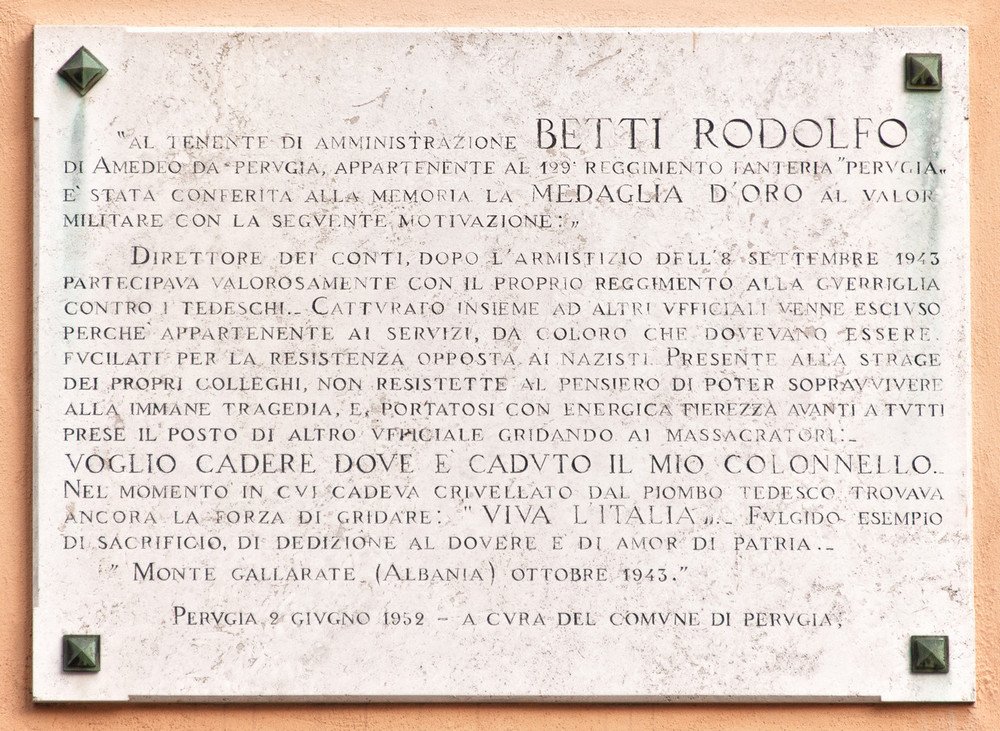 "AL TENENTE DI AMMINISTRAZIONE BETTI RODOLFO
DI AMEDEO DA PERVGIA, APPARTENENTE AL 129° REGGIMENTO FANTERIA "PERVGIA„
E' STATA CONFERITA ALLA MEMORIA LA MEDAGLIA D'ORO AL VALOR
MILITARE CON LA SEGVENTE MOTIVAZIONE:„
DIRETTORE DEI CONTI, DOPO L'ARMISTIZIO DELL'8 SETTEMBRE 1943
PARTECIPAVA VALOROSAMENTE CON IL PROPRIO REGGIMENTO ALLA GVERRIGLIA
CONTRO I TEDESCHI._ CATTVRATO INSIEME AD ALTRI VFFICIALI VENNE ESCLVSO
PERCHE' APPARTENENTE AI SERVIZI, DA COLORO CHE DOVEVANO ESSERE
FVCILATI PER LA RESISTENZA OPPOSTA AI NAZISTI. PRESENTE ALLA STRAGE
DEI PROPRI COLLEGHI, NON RESISTETTE AL PENSIERO DI POTER SOPRAVVIVERE
ALLA IMMANE TRAGEDIA, E, PORTATOSI CON ENERGICA FIEREZZA AVANTI A TVTTI
PRESE IL POSTO DI ALTRO VFFICIALE GRIDANDO AI MASSACRATORI:_
VOGLIO CADERE DOVE E' CADVTO IL MIO COLONNELLO._
NEL MOMENTO IN CVI CADEVA CRIVELLATO DAL PIOMBO TEDESCO TROVAVA
ANCORA LA FORZA DI GRIDARE: "VIVA L'ITALIA„._ FVLGIDO ESEMPIO
DI SACRIFICIO, DI DEDIZIONE AL DOVERE E DI AMOR DI PATRIA._
" MONTE GALLARATE (ALBANIA) OTTOBRE 1943."
PERVGIA 2 GIVGNO 1952 - A CVRA DEL COMVNE DI PERVGIA;